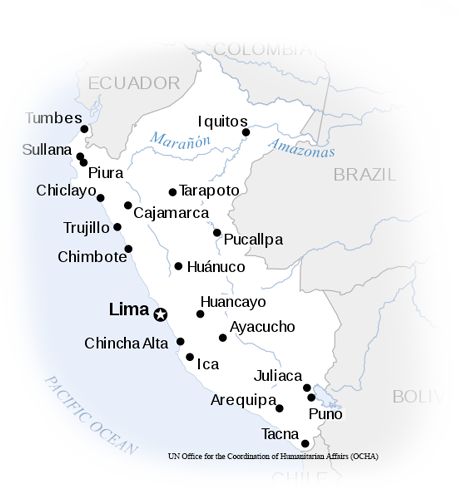 COLOMBIA
ECUADOR
Tumbes
Iquitos
Marañón
Amazonas
Sullana
Piura
BRAZIL
Chiclayo
Tarapoto
Cajamarca
Trujillo
Pucallpa
Chimbote
Huánuco
Lima
Huancayo
Ayacucho
Chincha Alta
Ica
Juliaca
PACIFIC OCEAN
Arequipa
Puno
BOLIV
Tacna
UN Office for the Coordination of Humanitarian Affairs (OCHA)
CHILE